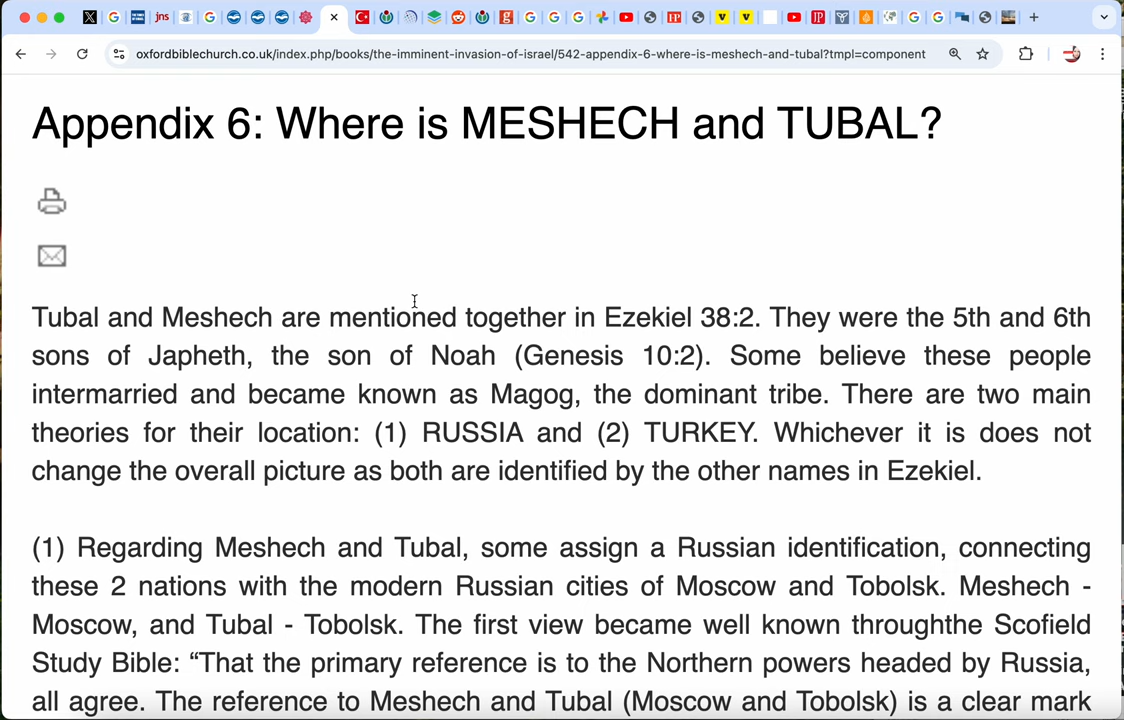 oxfordbiblechurch.co.uk/index.php/books/the-imminent-invasion-of-israel/542-appendix-6-where-is-meshech-and-tubal?tmpl=component
Appendix 6: Where is MESHECH and TUBAL?
Tubal and Meshech are mentioned together in Ezekiel 38:2. They were the 5th and 6th
sons of Japheth, the son of Noah (Genesis 10:2). Some believe these people
intermarried and became known as Magog, the dominant tribe. There are two main
theories for their location: (1) RUSSIA and (2) TURKEY. Whichever it is does not
change the overall picture as both are identified by the other names in Ezekiel.
(1) Regarding Meshech and Tubal, some assign a Russian identification, connecting
these 2 nations with the modern Russian cities of Moscow and Tobolsk. Meshech -
Moscow, and Tubal - Tobolsk. The first view became well known throughthe Scofield
Study Bible: “That the primary reference is to the Northern powers headed by Russia,
all agree. The reference to Meshech and Tubal (Moscow and Tobolsk) is a clear mark